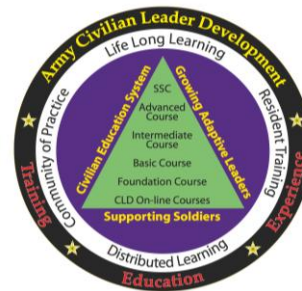 Army Civilian Leader Development
Life Long Learning
Community of Practice
Resident Training
Distributed Learning
Training
Education
Experience
Civilian Education System
Growing Adaptive Leaders
SSC
Advanced
Course
Intermediate
Course
Basic Course
Foundation Course
CLD On-line Courses
Supporting Soldiers